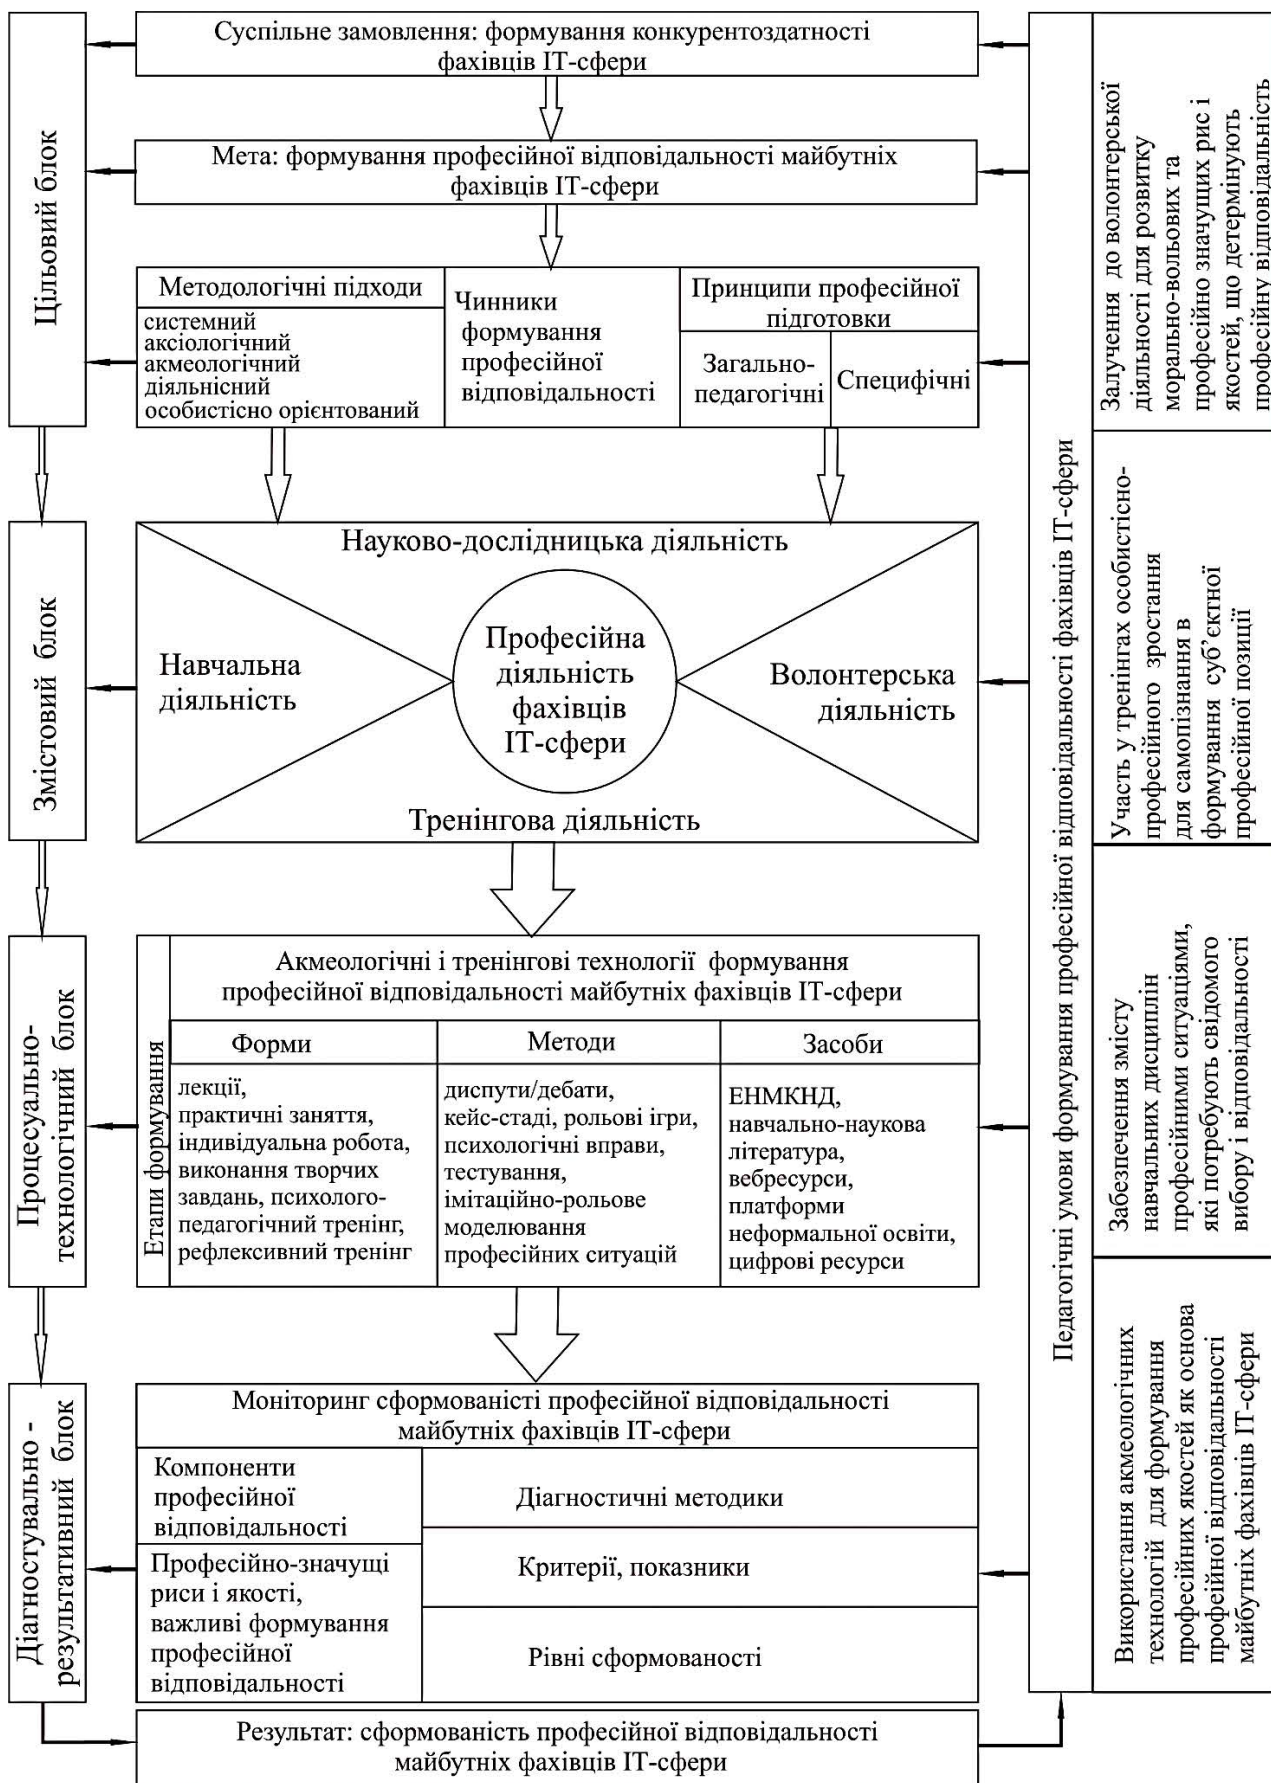 Суспільне замовлення: формування конкурентоздатності
фахівців ІТ-сфери
Мета: формування професійної відповідальності майбутніх
фахівців ІТ-сфери
Цільовий блок
Методологічні підходи
системний
аксіологічний
акмеологічний
діяльнісний
особистісно орієнтований
Чинники
формування
професійної
відповідальності
Принципи професійної
підготовки
Загально-
педагогічні
Специфічні
Змістовий блок
Науково-дослідницька діяльність
Навчальна
діяльність
Професійна
діяльність
фахівців
ІТ-сфери
Волонтерська
діяльність
Тренінгова діяльність
Процесуально-
технологічний блок
Етапи формування
Акмеологічні і тренінгові технології формування
професійної відповідальності майбутніх фахівців ІТ-сфери
Форми
лекції,
практичні заняття,
індивідуальна робота,
виконання творчих
завдань, психолого-
педагогічний тренінг,
рефлексивний тренінг
Методи
диспути/дебати,
кейс-стаді, рольові ігри,
психологічні вправи,
тестування,
імітаційно-рольове
моделювання
професійних ситуацій
Засоби
ЕНМКНД,
навчально-наукова
література,
вебресурси,
платформи
неформальної освіти,
цифрові ресурси
Діагностувально -
результативний блок
Моніторинг сформованісті професійної відповідальності
майбутніх фахівців ІТ-сфери
Компоненти
професійної
відповідальності
Професійно-значущі
риси і якості,
важливі формування
професійної
відповідальності
Діагностичні методики
Критерії, показники
Рівні сформованості
Результат: сформованість професійної відповідальності
майбутніх фахівців ІТ-сфери
Педагогічні умови формування професійної відповідальності фахівців ІТ-сфери
Залучення до волонтерської
діяльності для розвитку
морально-вольових та
професійно значущих рис і
якостей, що детермінують
професійну відповідальність
Участь у тренінгах особистісно-
професійного зростання
для самопізнання в
формування суб’єктної
професійної позиції
Забезпечення змісту
навчальних дисциплін
професійними ситуаціями,
які потребують свідомого
вибору і відповідальності
Використання акмеологічних
технологій для формування
професійних якостей як основа
профеійної відповідальності
майбутніх фахівців ІТ-сфери